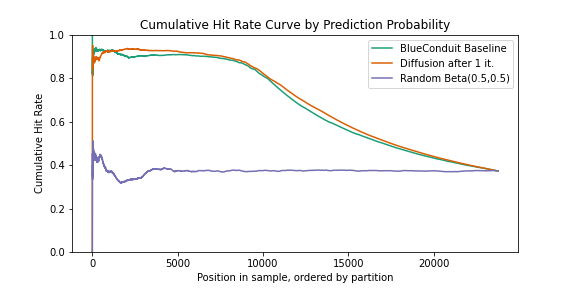 Cumulative Hit Rate Curve by Prediction Probability
BlueConduit Baseline
Diffusion after 1 it.
Random Beta(0.5,0.5)
Cumulative Hit Rate
1.0
0.8
0.6
0.4
0.2
0.0
0 5000 10000 15000 20000
Position in sample, ordered by partition